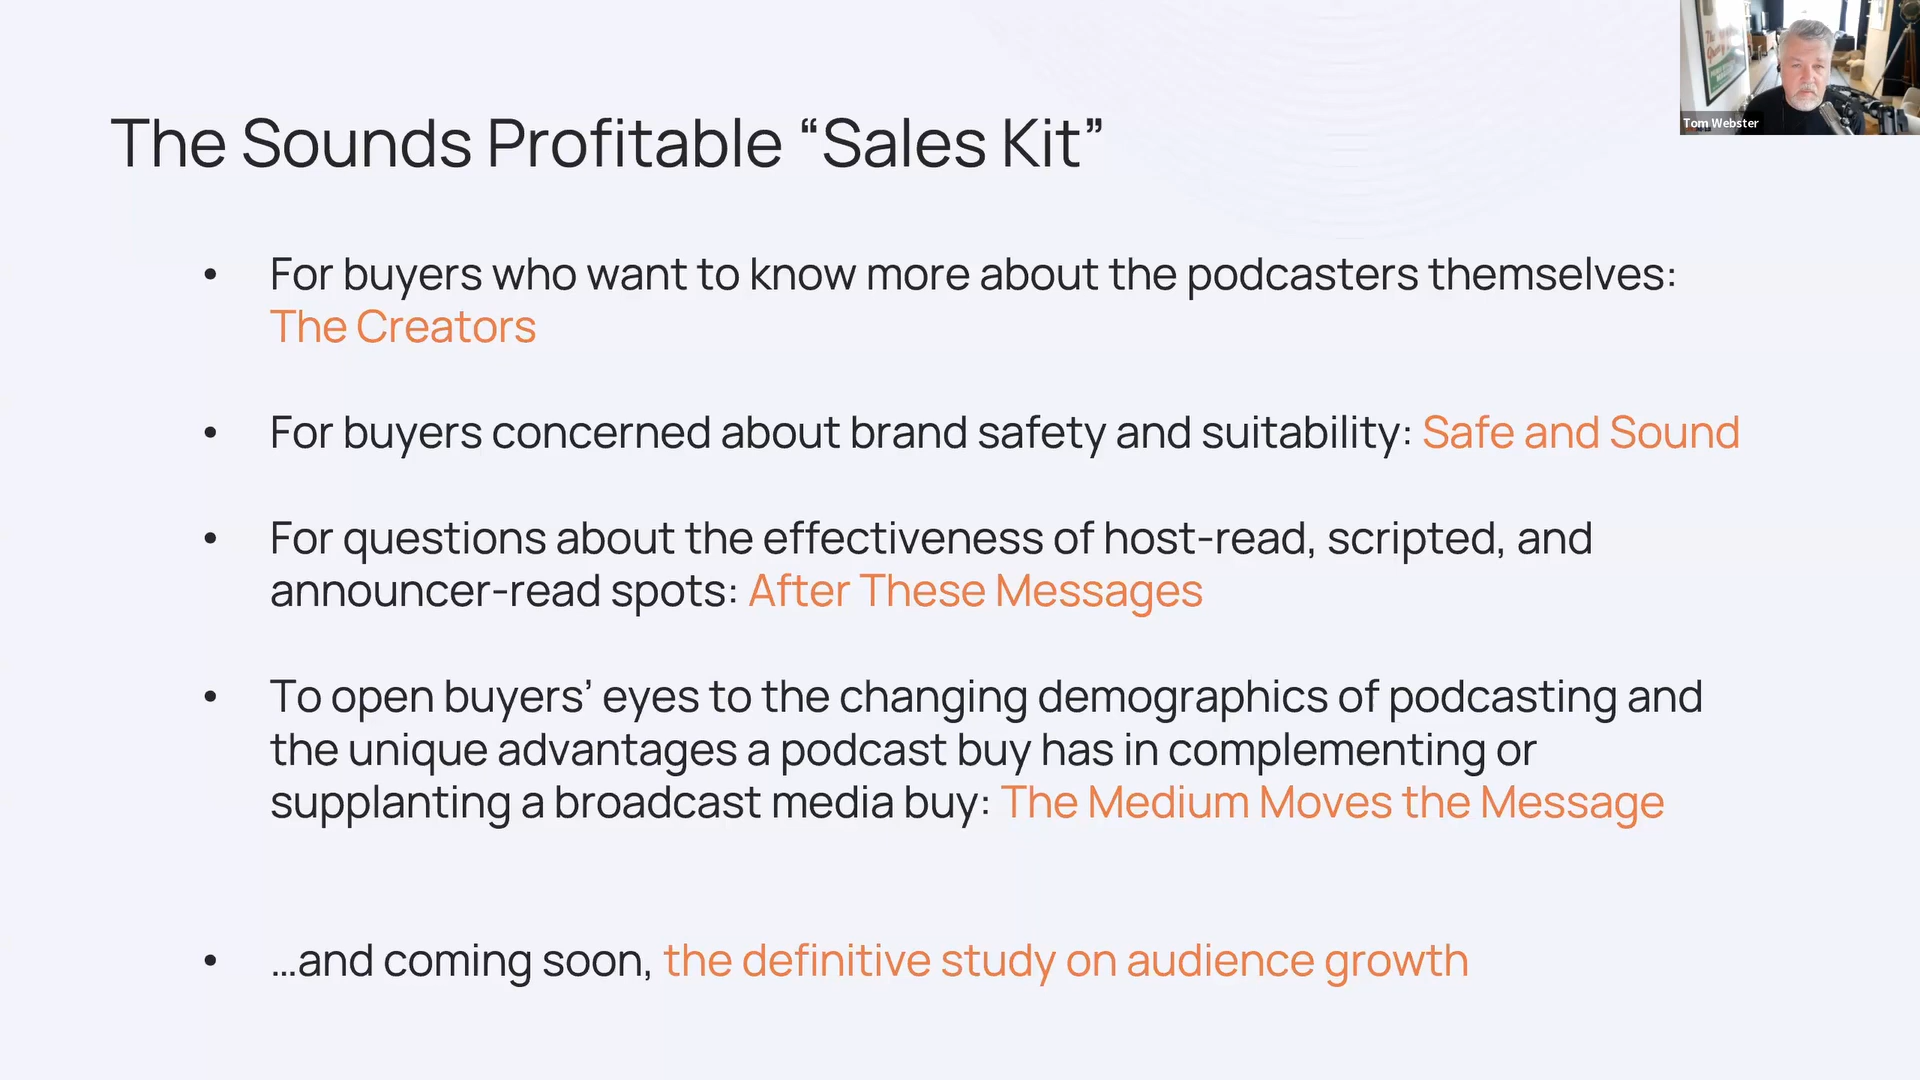 The Sounds Profitable “Sales Kit”
Tom Webster
• For buyers who want to know more about the podcasters themselves:
The Creators
• For buyers concerned about brand safety and suitability: Safe and Sound
• For questions about the effectiveness of host-read, scripted, and
announcer-read spots: After These Messages
• To open buyers’ eyes to the changing demographics of podcasting and
the unique advantages a podcast buy has in complementing or
supplanting a broadcast media buy: The Medium Moves the Message
• …and coming soon, the definitive study on audience growth